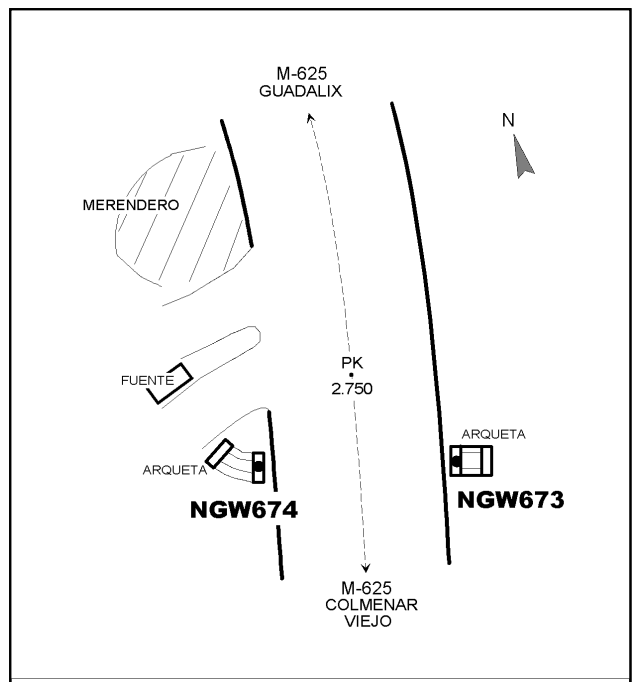 M-625
GUADALIX
N
MERENDERO
PK
2.750
FUENTE
ARQUETA
NGW673
ARQUETA
NGW674
M-625
COLMENAR
VIEJO